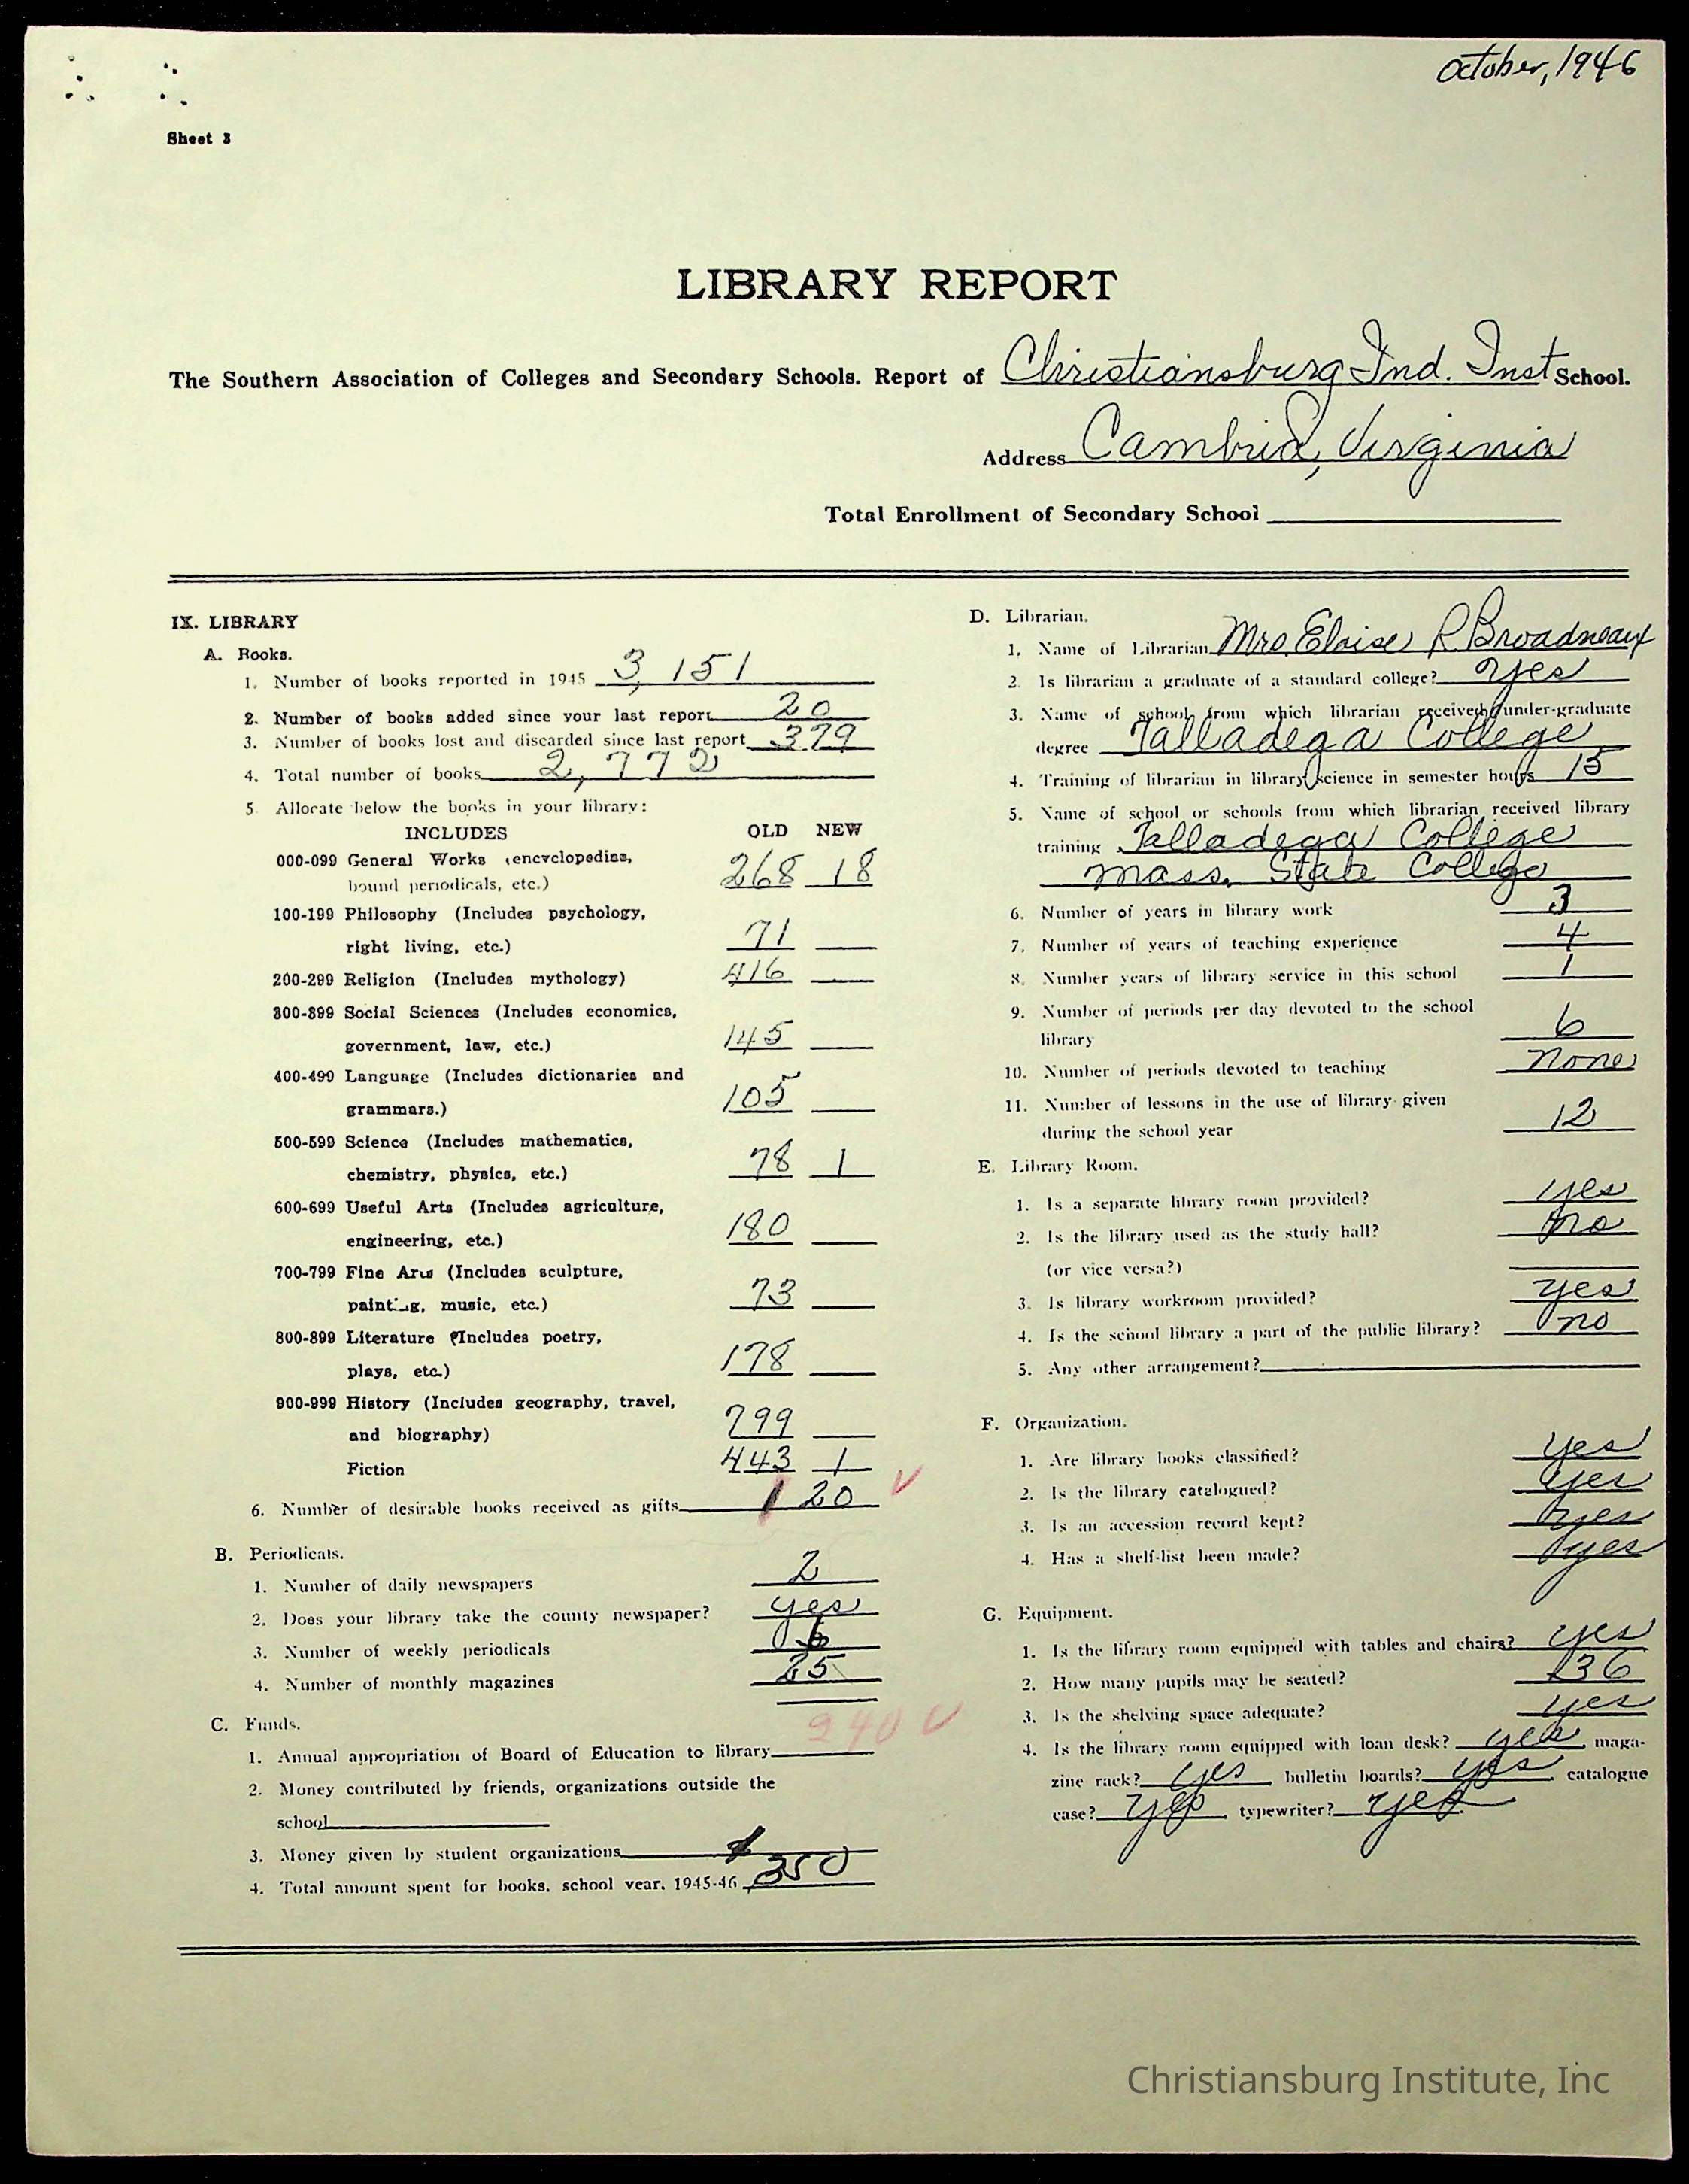 October, 1946
Sheet 3
LIBRARY REPORT
The Southern Association of Colleges and Secondary Schools. Report of Christiansburg Ind. Inst School.
Address Cambria, Virginia
Total Enrollment of Secondary School
IX. LIBRARY
A. Books.
1. Number of books reported in 1945 3,151
2. Number of books added since your last report 20
3. Number of books lost and discarded since last report 379
4. Total number of books 2,772
5 Allocate below the books in your library:
INCLUDES OLD NEW
000-099 General Works (encyclopedias,
bound periodicals, etc.) 268 18
100-199 Philosophy (Includes psychology,
right living, etc.) 71
200-299 Religion (Includes mythology) 416
300-399 Social Sciences (Includes economics,
government, law, etc.) 145
400-499 Language (Includes dictionaries and
grammars.) 105
500-599 Science (Includes mathematics,
chemistry, physics, etc.) 78 1
600-699 Useful Arts (Includes agriculture,
engineering, etc.) 180
700-799 Fine Arts (Includes sculpture,
painting, music, etc.) 73
800-899 Literature (Includes poetry,
plays, etc.) 178
900-999 History (Includes geography, travel,
and biography) 799
Fiction 443 1
6. Number of desirable books received as gifts 120
B. Periodicals.
1. Number of daily newspapers 2
2. Does your library take the county newspaper? yes
3. Number of weekly periodicals 6
4. Number of monthly magazines 25
C. Funds. 240
1. Annual appropriation of Board of Education to library
2. Money contributed by friends, organizations outside the
school
3. Money given by student organizations
4. Total amount spent for books, school year, 1945-46 350
D. Librarian.
1. Name of Librarian Mrs. Eloise R Broadneaux
2. Is librarian a graduate of a standard college? yes
3. Name of school from which librarian received under-graduate
degree Talladega College
4. Training of librarian in library science in semester hours 15
5. Name of school or schools from which librarian received library
training Talladega College
Mass. State College
6. Number of years in library work 3
7. Number of years of teaching experience 4
8. Number years of library service in this school 1
9. Number of periods per day devoted to the school
library 6
10. Number of periods devoted to teaching none
11. Number of lessons in the use of library given
during the school year 12
E. Library Room.
1. Is a separate library room provided? yes
2. Is the library used as the study hall? no
(or vice versa?)
3. Is library workroom provided? yes
4. Is the school library a part of the public library? no
5. Any other arrangement?
F. Organization.
1. Are library books classified? yes
2. Is the library catalogued? yes
3. Is an accession record kept? yes
4. Has a shelf-list been made? yes
G. Equipment.
1. Is the library room equipped with tables and chairs? yes
2. How many pupils may be seated? 36
3. Is the shelving space adequate? yes
4. Is the library room equipped with loan desk? yes maga-
zine rack? yes bulletin boards? yes catalogue
case? yes typewriter? yes
Christiansburg Institute, Inc